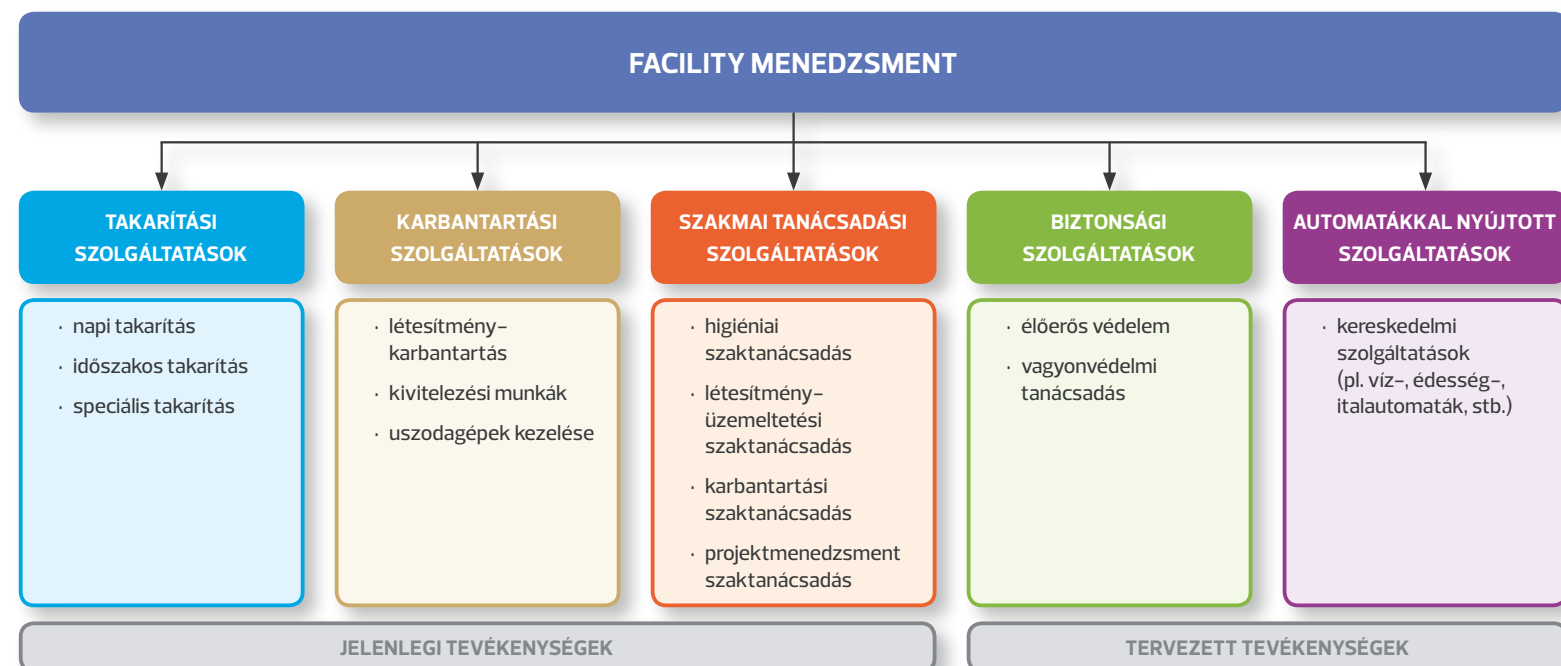 FACILITY MENEDZSMENT
TAKARÍTÁSI
SZOLGÁLTATÁSOK
· napi takarítás
· időszakos takarítás
· speciális takarítás
KARBANTARTÁSI
SZOLGÁLTATÁSOK
· létesítmény-
karbantartás
· kivitelezési munkák
· uszodagépek kezelése
SZAKMAI TANÁCSADÁSI
SZOLGÁLTATÁSOK
· higiéniai
szaktanácsadás
· létesítmény-
üzemeltetési
szaktanácsadás
· karbantartási
szaktanácsadás
· projektmenedzsment
szaktanácsadás
BIZTONSÁGI
SZOLGÁLTATÁSOK
· élőerős védelem
· vagyonvédelmi
tanácsadás
AUTOMATÁKKAL NYÚJTOTT
SZOLGÁLTATÁSOK
· kereskedelmi
szolgáltatások
(pl. víz-, édesség-,
italautomaták, stb.)
JELENLEGI TEVÉKENYSÉGEK
TERVEZETT TEVÉKENYSÉGEK